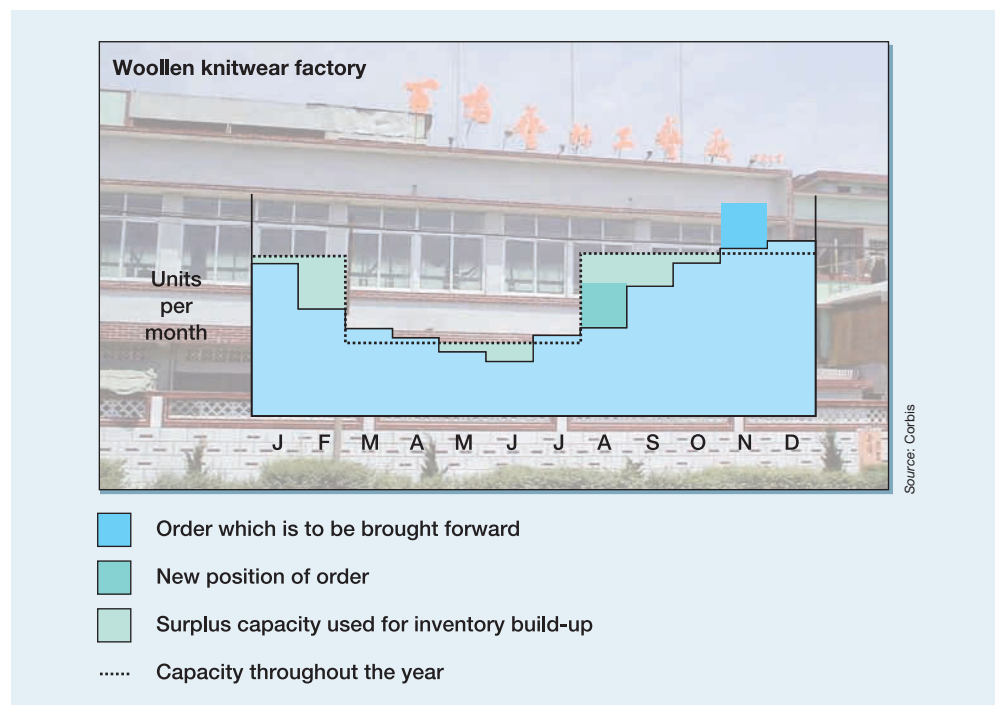 Woollen knitwear factory
Units
per
month
J F M A M J J A S O N D
Source: Corbis
Order which is to be brought forward
New position of order
Surplus capacity used for inventory build-up
Capacity throughout the year